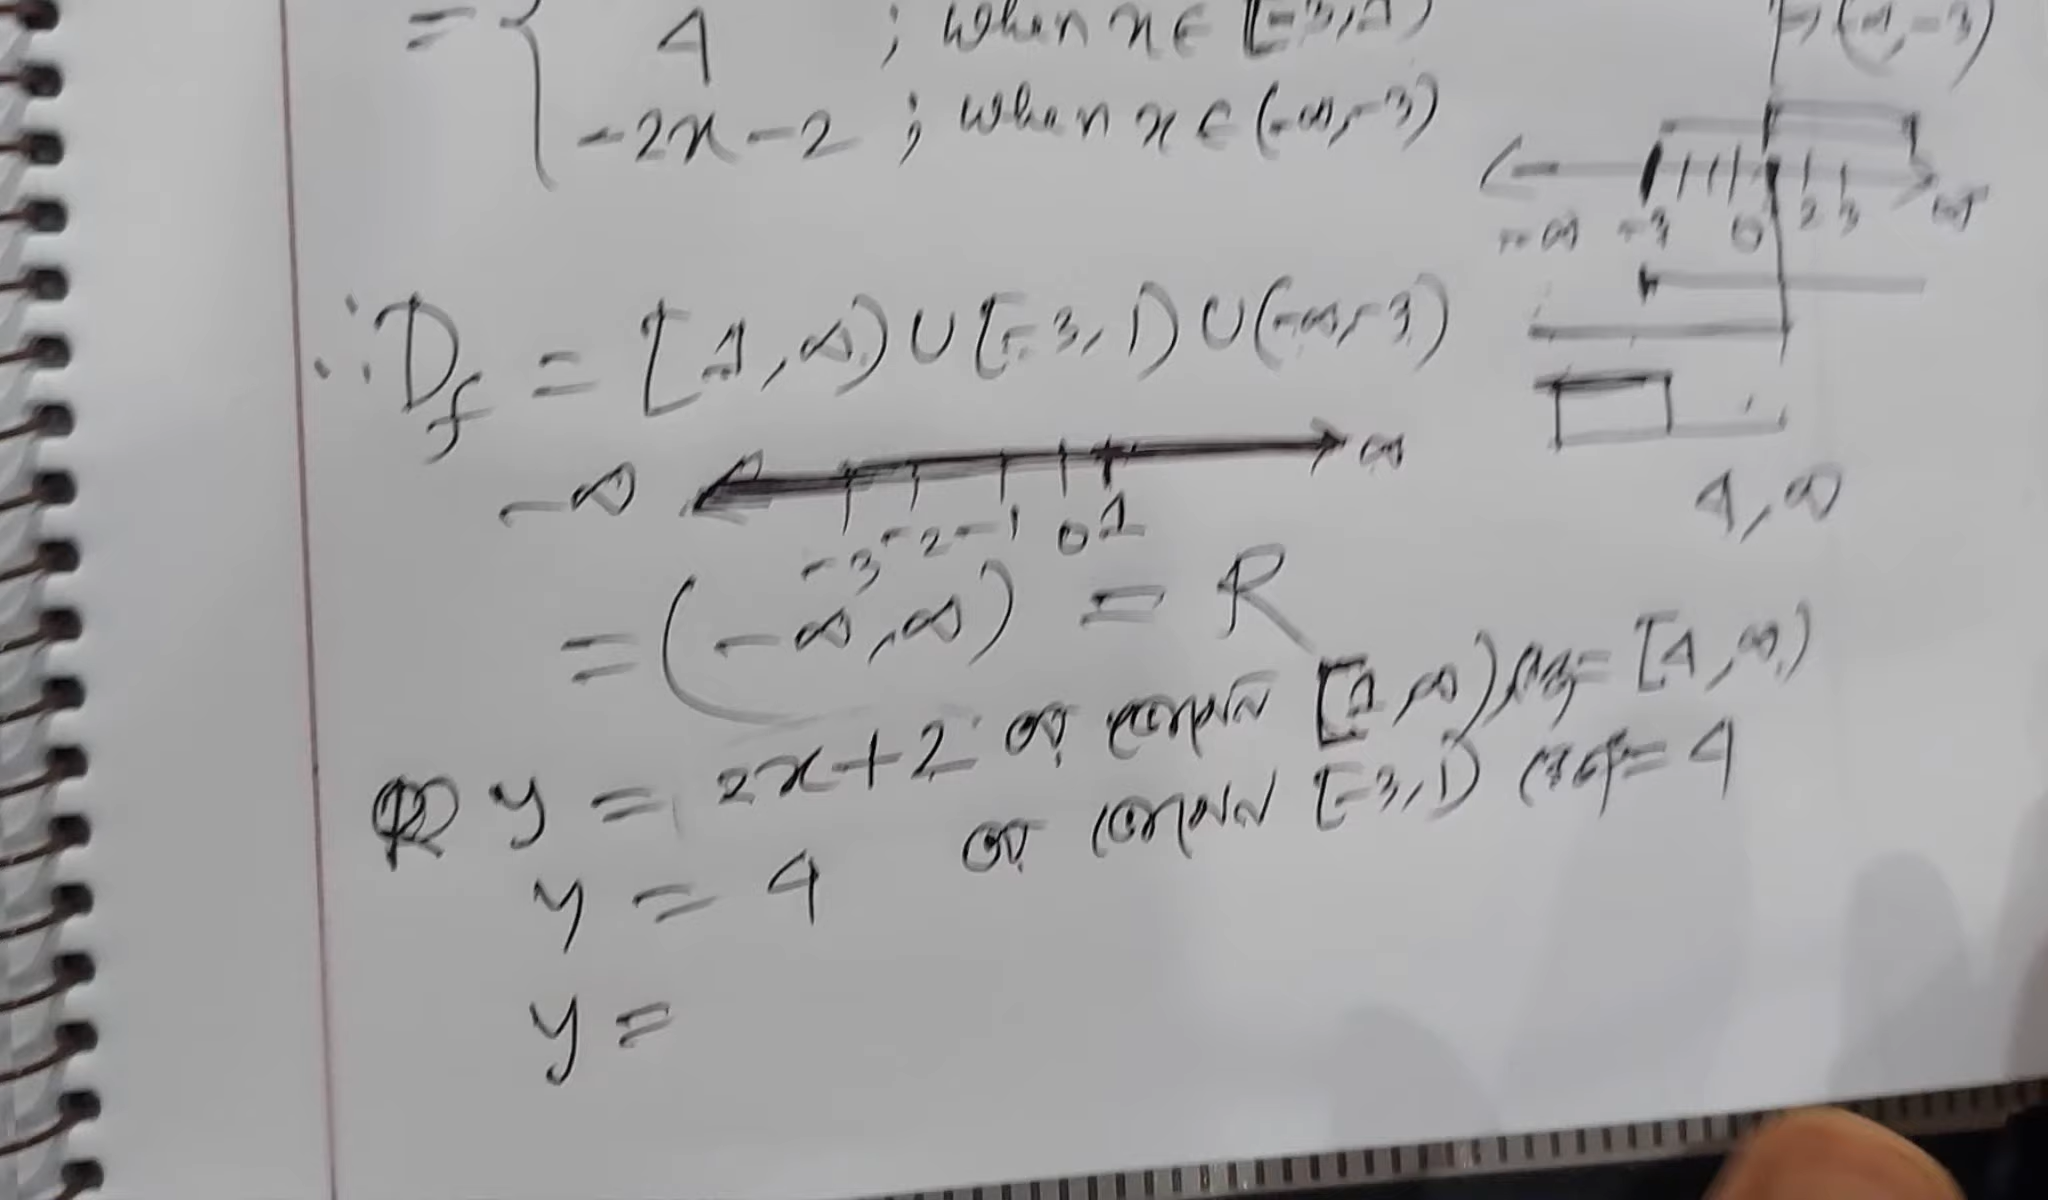 = { 4 ; when x ∈ [-3,1)
-2x-2 ; when x ∈ (-∞,-3)
(-∞,-3)
-∞ -3 0 2 3 ∞
∴ D_f = [1,∞) ∪ [-3,1) ∪ (-∞,-3)
-∞ -3 -2 -1 0 1 ∞
4,∞
= (-∞,∞) = R
y = 2x+2 এর ডোমেন [1,∞) রেঞ্জ = [4,∞)
y = 4 এর ডোমেন [-3,1) রেঞ্জ = 4
y =